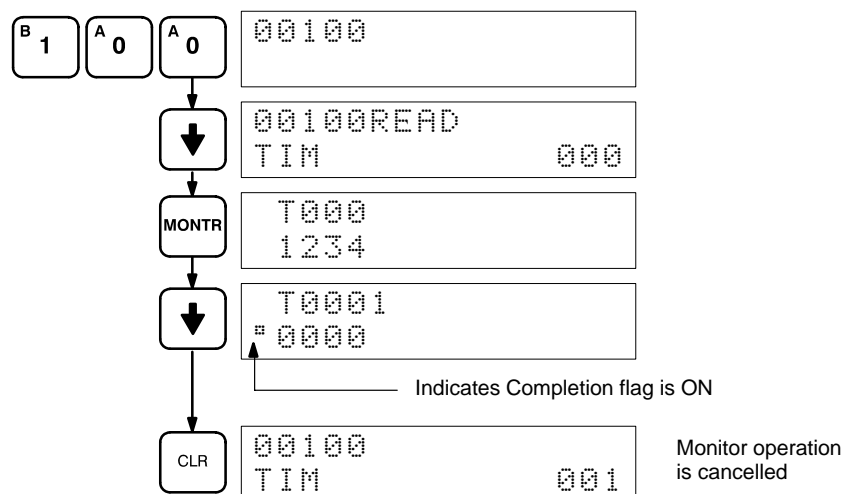 B 1 A 0 A 0 00100
00100READ
TIM 000
MONTR T000
1234
T0001
0000
Indicates Completion flag is ON
CLR 00100
TIM 001
Monitor operation
is cancelled